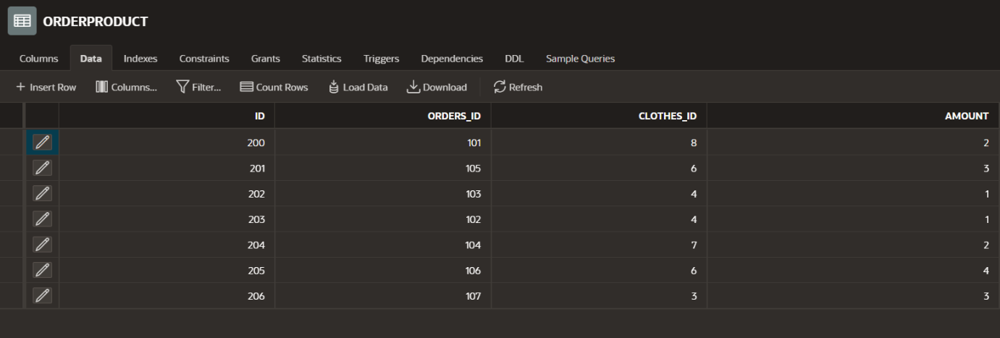 ORDERPRODUCT
Columns Data Indexes Constraints Grants Statistics Triggers Dependencies DDL Sample Queries
+ Insert Row Columns... Filter... Count Rows Load Data Download Refresh
ID ORDERS_ID CLOTHES_ID AMOUNT
200 101 8 2
201 105 6 3
202 103 4 1
203 102 4 1
204 104 7 2
205 106 6 4
206 107 3 3